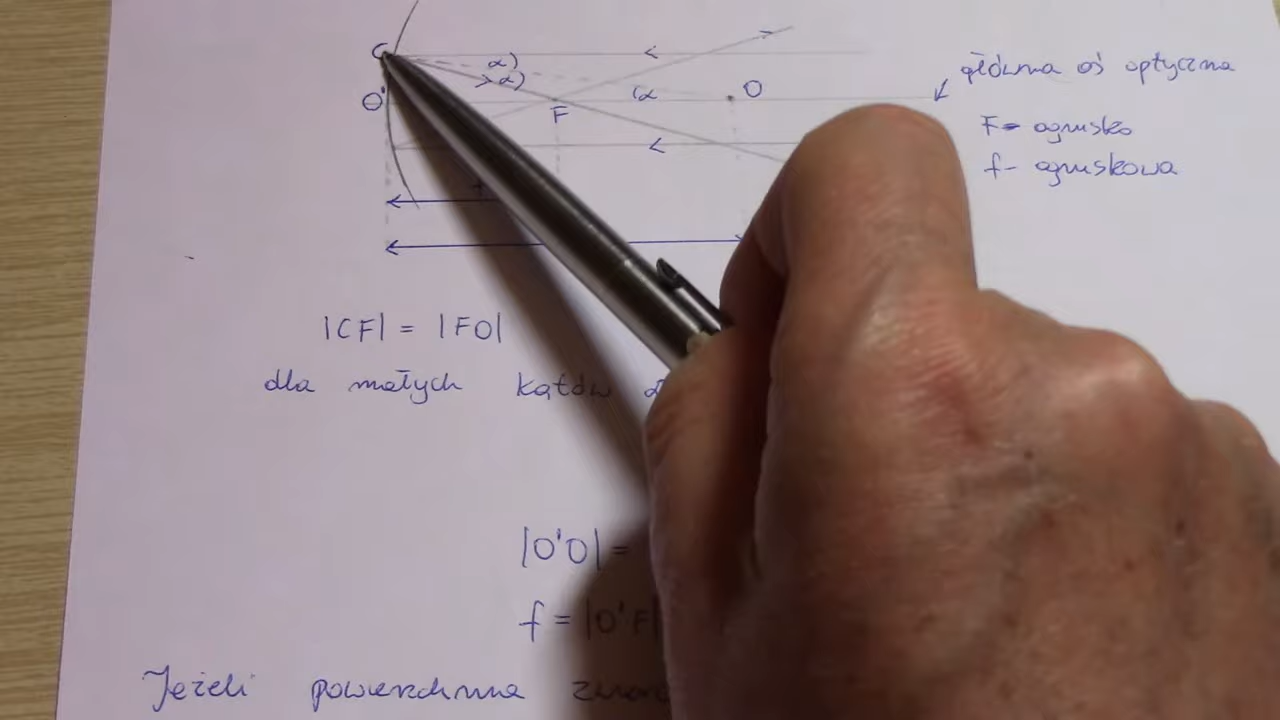 C
α)
α)
(α
O
O'
F
główna oś optyczna
F - ognisko
f - ogniskowa
|CF| = |FO|
dla małych kątów α
|O'O| =
f = |O'F|
Jeżeli powierzchnia